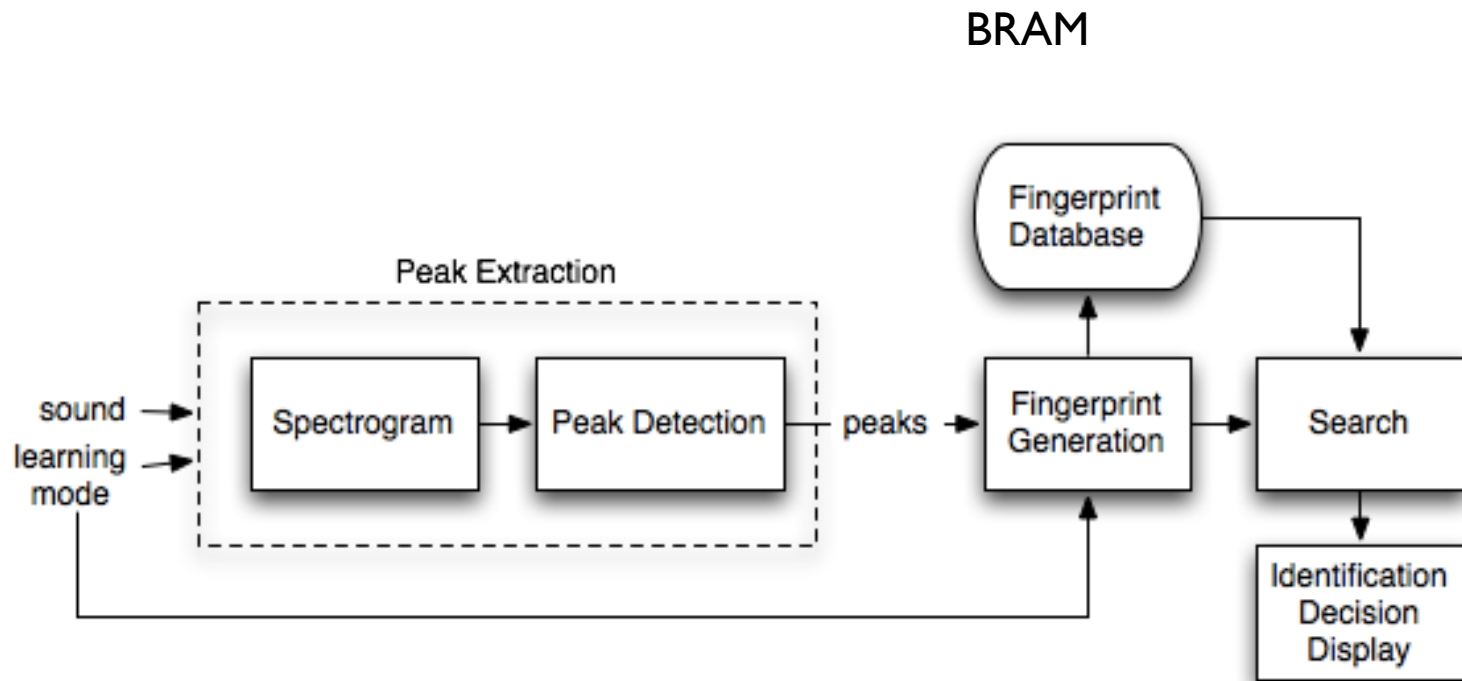 BRAM
Fingerprint
Database
Peak Extraction
sound
learning
mode
Spectrogram
Peak Detection
peaks
Fingerprint
Generation
Search
Identification
Decision
Display